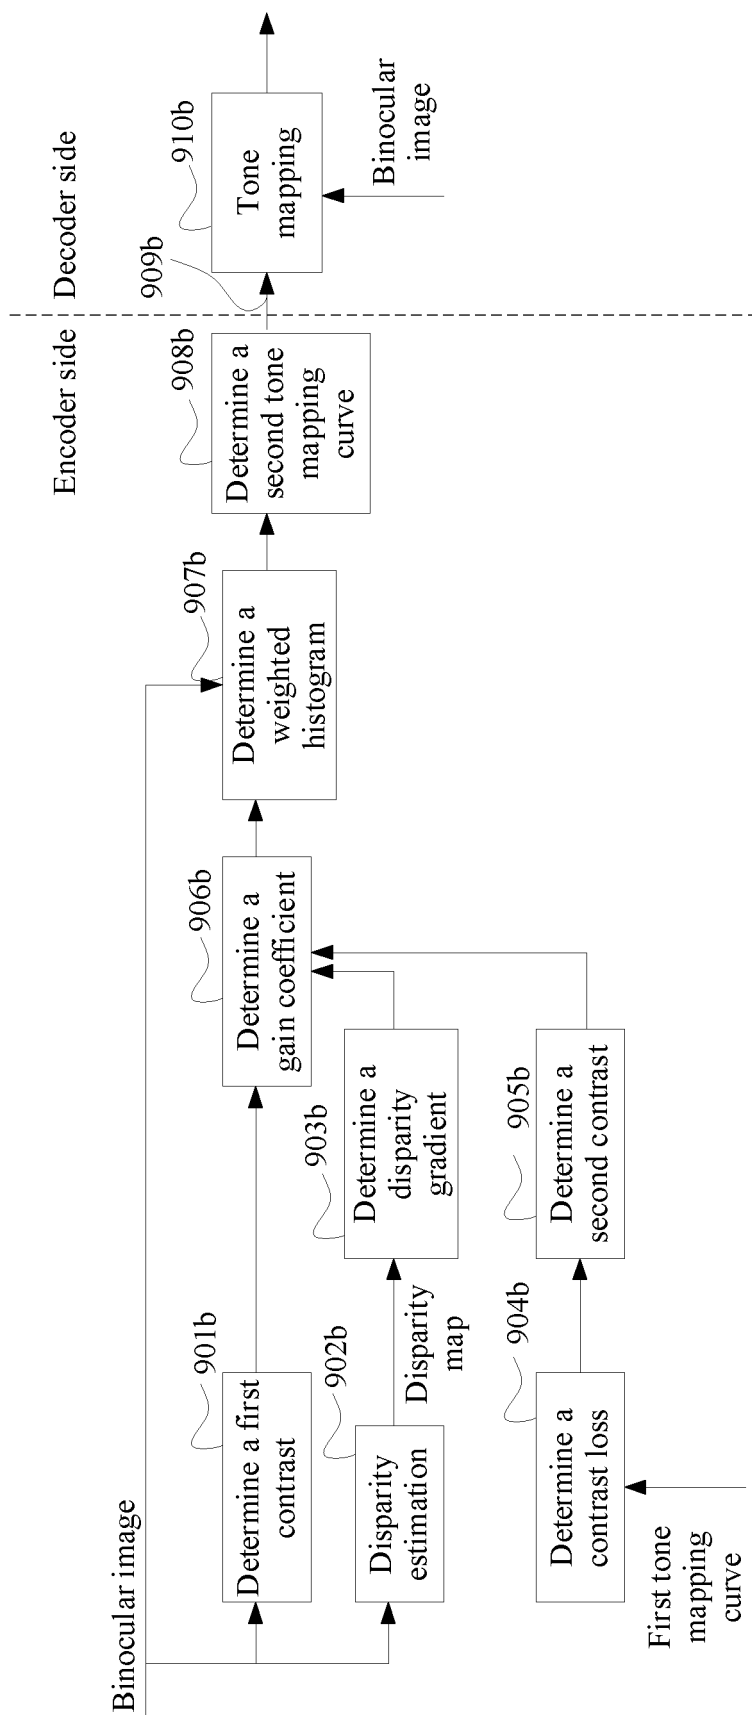 Encoder side
Decoder side
Binocular image
901b
Determine a first
contrast
902b
Disparity
estimation
Disparity
map
903b
Determine a
disparity
gradient
904b
Determine a
contrast loss
First tone
mapping
curve
905b
Determine a
second contrast
906b
Determine a
gain coefficient
907b
Determine a
weighted
histogram
908b
Determine a
second tone
mapping
curve
909b
910b
Tone
mapping
Binocular
image